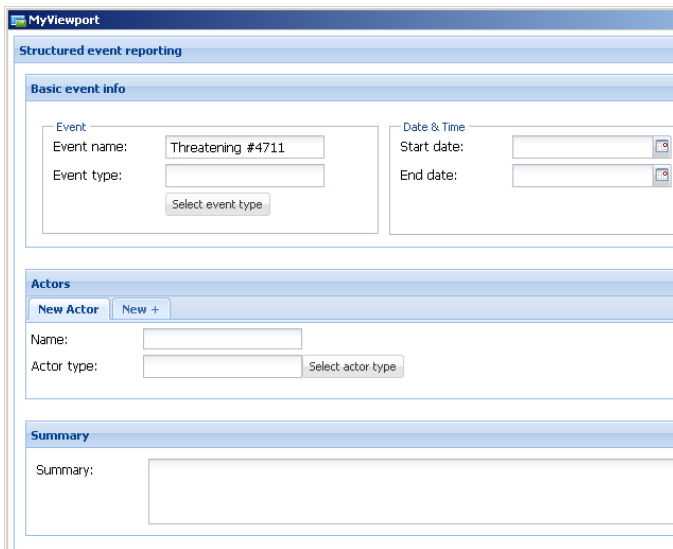 MyViewport
Structured event reporting
Basic event info
Event
Event name: Threatening #4711
Event type:
Select event type
Date & Time
Start date:
End date:
Actors
New Actor New +
Name:
Actor type: Select actor type
Summary
Summary: